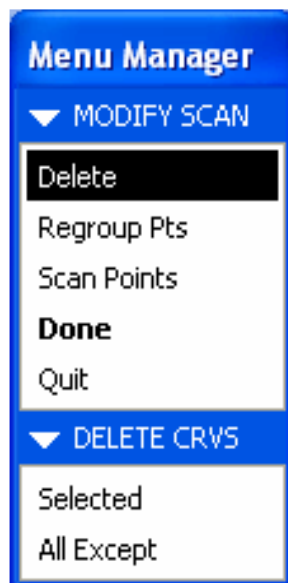 Menu Manager
MODIFY SCAN
Delete
Regroup Pts
Scan Points
Done
Quit
DELETE CRVS
Selected
All Except